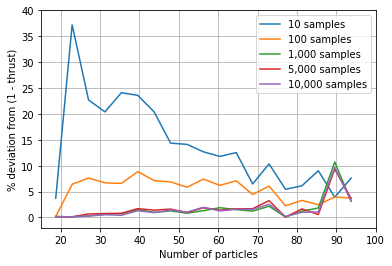 % deviation from (1 - thrust)
40
35
30
25
20
15
10
5
0
10 samples
100 samples
1,000 samples
5,000 samples
10,000 samples
20 30 40 50 60 70 80 90 100
Number of particles